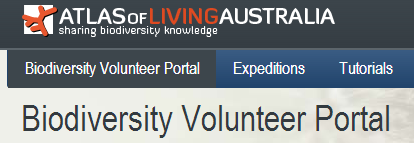 ATLAS OF LIVING AUSTRALIA
sharing biodiversity knowledge
Biodiversity Volunteer Portal Expeditions Tutorials
Biodiversity Volunteer Portal